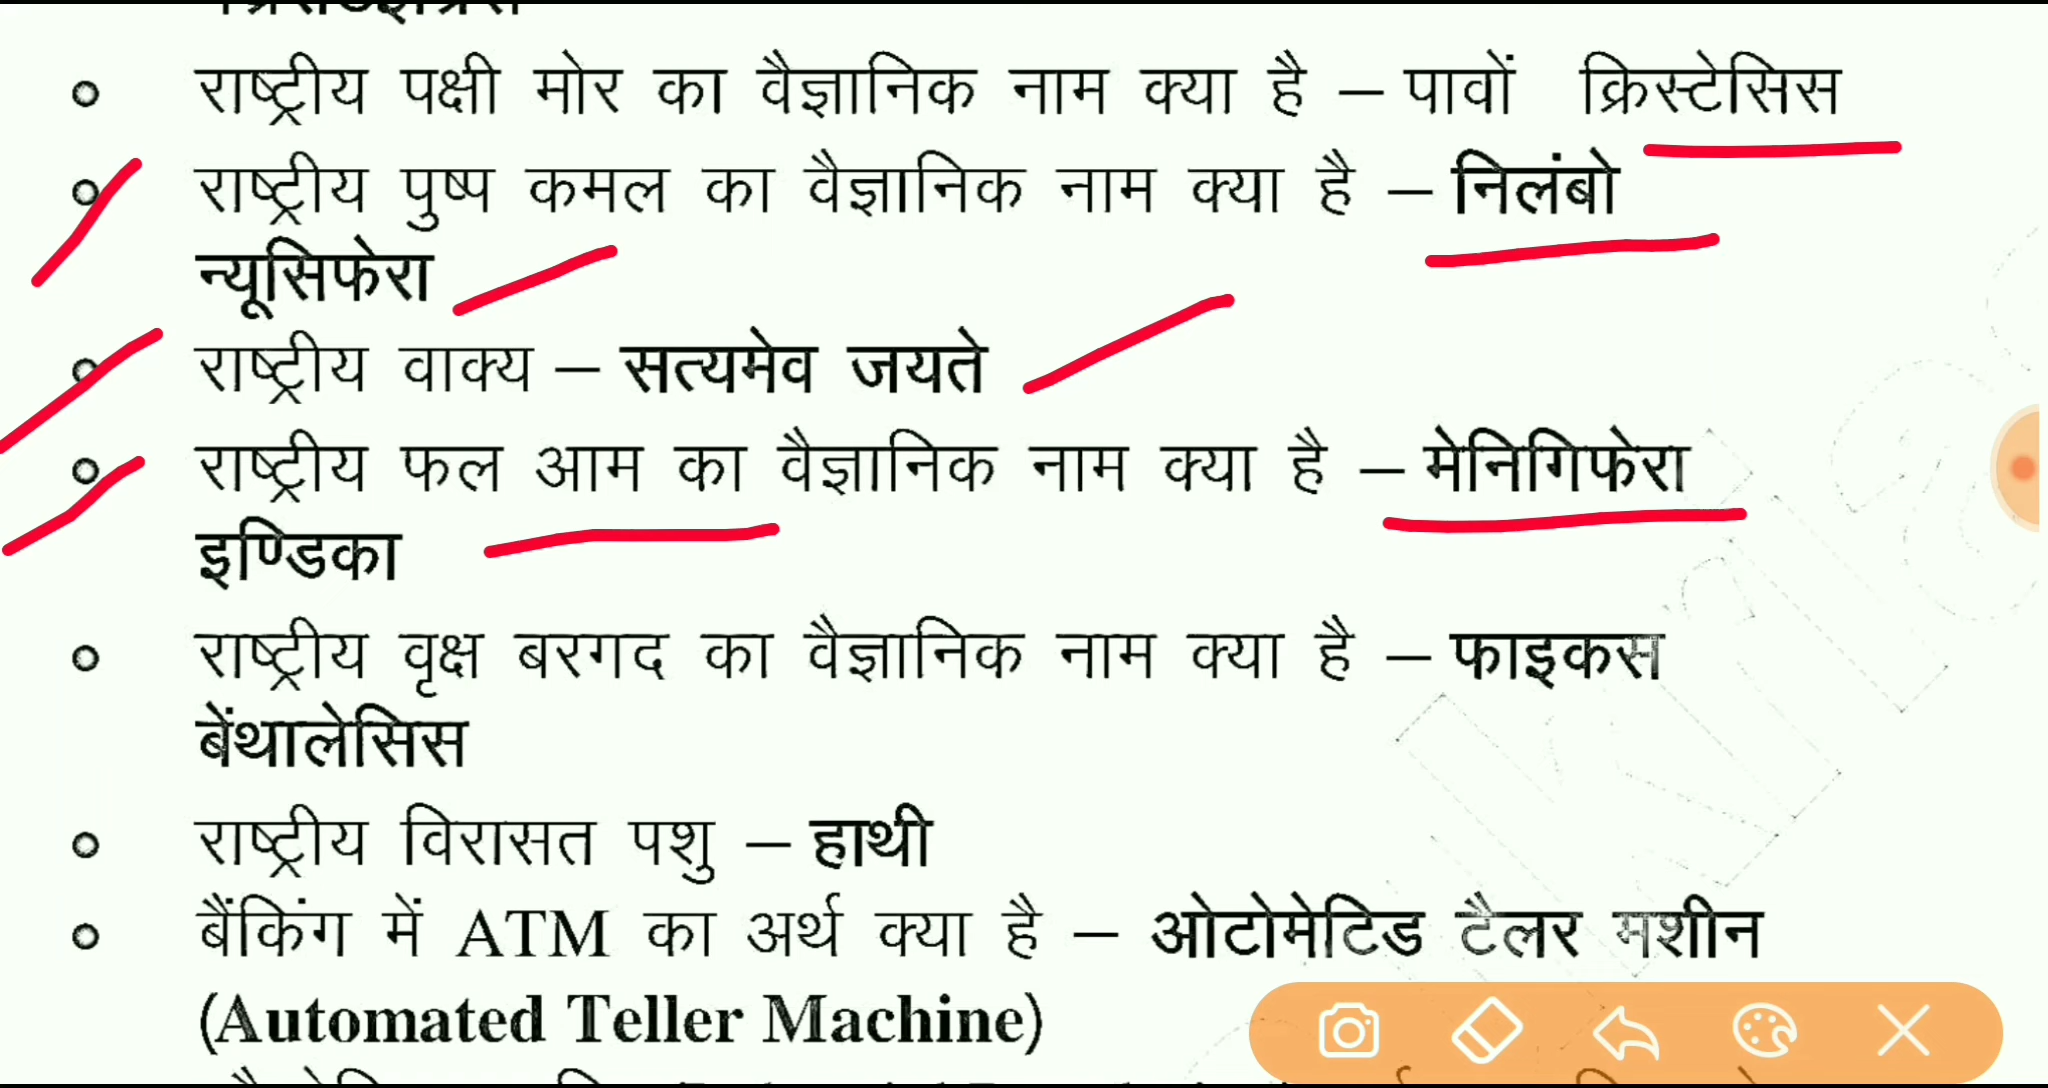 राष्ट्रीय पक्षी मोर का वैज्ञानिक नाम क्या है – पावों क्रिस्टेसिस
राष्ट्रीय पुष्प कमल का वैज्ञानिक नाम क्या है – निलंबो
न्यूसिफेरा
राष्ट्रीय वाक्य – सत्यमेव जयते
राष्ट्रीय फल आम का वैज्ञानिक नाम क्या है – मेनिगिफेरा
इण्डिका
राष्ट्रीय वृक्ष बरगद का वैज्ञानिक नाम क्या है – फाइकस
बेंथालेसिस
राष्ट्रीय विरासत पशु – हाथी
बैंकिंग में ATM का अर्थ क्या है – ओटोमेटिड टैलर मशीन
(Automated Teller Machine)